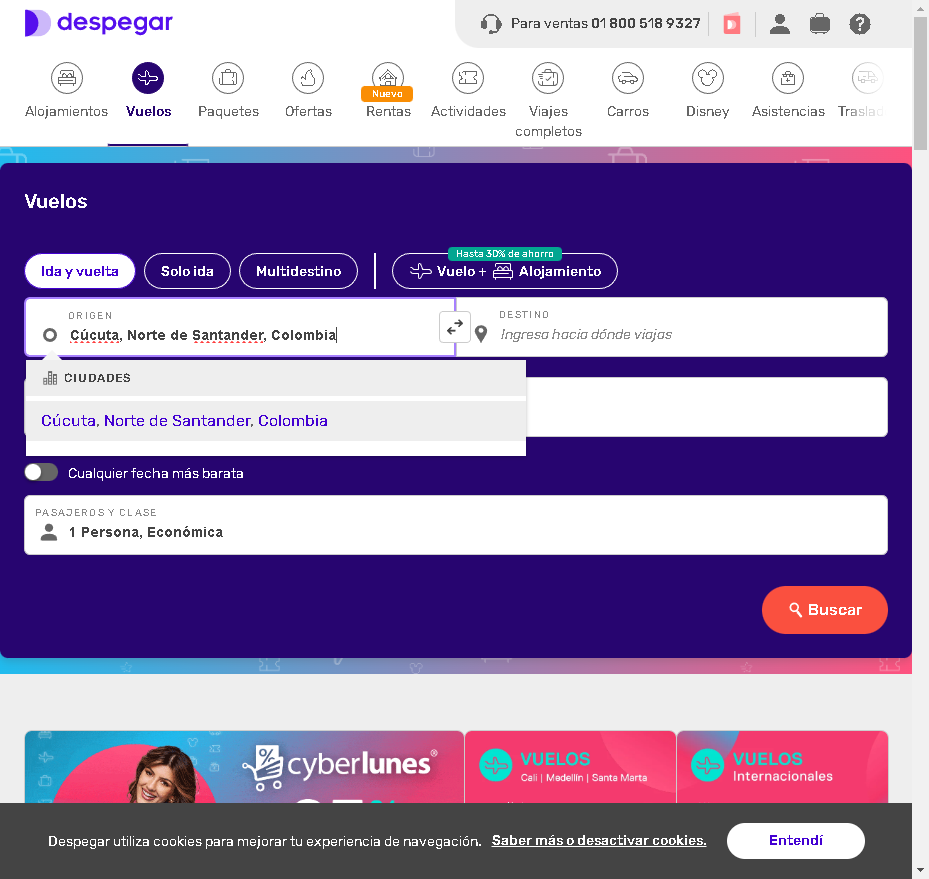 despegar
Para ventas 01 800 518 9327
Alojamientos
Vuelos
Paquetes
Ofertas
Nuevo
Rentas
Actividades
Viajes
completos
Carros
Disney
Asistencias
Traslad
Vuelos
Ida y vuelta
Solo ida
Multidestino
Hasta 30% de ahorro
Vuelo + Alojamiento
ORIGEN
Cúcuta, Norte de Santander, Colombia
DESTINO
Ingresa hacia dónde viajas
CIUDADES
Cúcuta, Norte de Santander, Colombia
Cualquier fecha más barata
PASAJEROS Y CLASE
1 Persona, Económica
Buscar
cyberlunes®
VUELOS
Cali | Medellín | Santa Marta
VUELOS
Internacionales
Despegar utiliza cookies para mejorar tu experiencia de navegación. Saber más o desactivar cookies.
Entendí